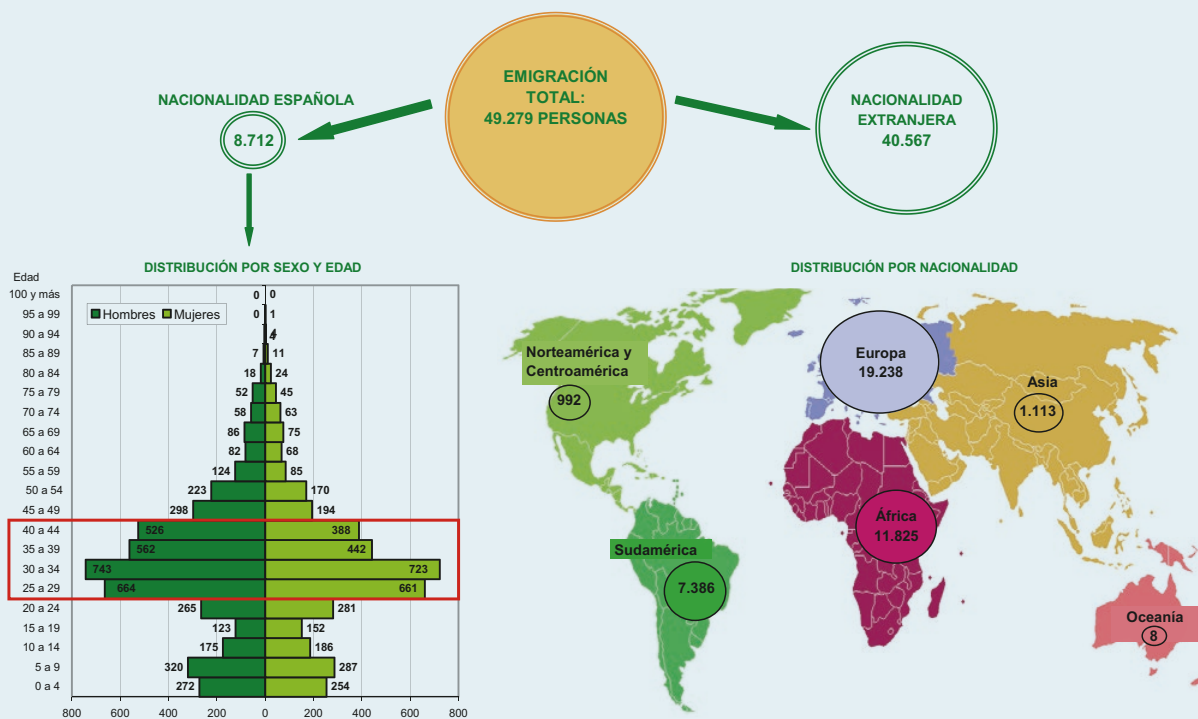 EMIGRACIÓN
TOTAL:
49.279 PERSONAS
NACIONALIDAD ESPAÑOLA
8.712
NACIONALIDAD
EXTRANJERA
40.567
DISTRIBUCIÓN POR SEXO Y EDAD
Edad
Hombres Mujeres
100 y más 0 0
95 a 99 0 1
90 a 94 4
85 a 89 7 11
80 a 84 18 24
75 a 79 52 45
70 a 74 58 63
65 a 69 86 75
60 a 64 82 68
55 a 59 124 85
50 a 54 223 170
45 a 49 298 194
40 a 44 526 388
35 a 39 562 442
30 a 34 743 723
25 a 29 664 661
20 a 24 265 281
15 a 19 123 152
10 a 14 175 186
5 a 9 320 287
0 a 4 272 254
800 600 400 200 0 200 400 600 800
DISTRIBUCIÓN POR NACIONALIDAD
Norteamérica y
Centroamérica
992
Europa
19.238
Asia
1.113
África
11.825
Sudamérica
7.386
Oceanía
8